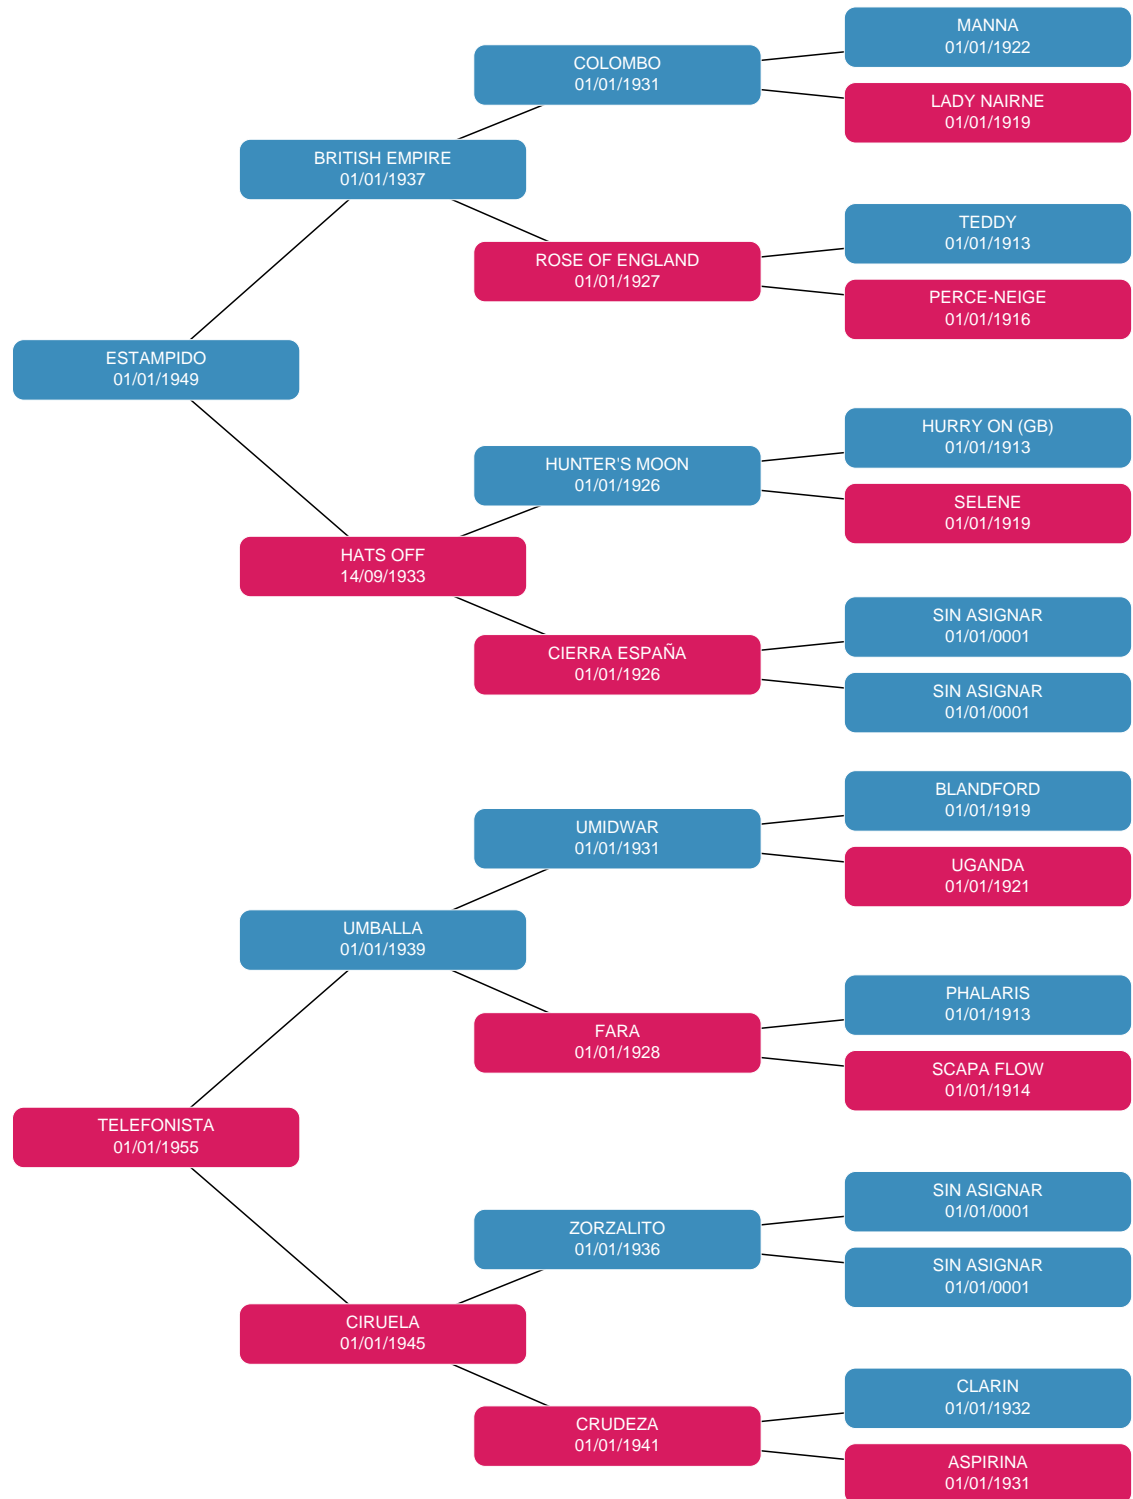 MANNA
01/01/1922
COLOMBO
01/01/1931
LADY NAIRNE
01/01/1919
BRITISH EMPIRE
01/01/1937
TEDDY
01/01/1913
ROSE OF ENGLAND
01/01/1927
PERCE-NEIGE
01/01/1916
ESTAMPIDO
01/01/1949
HURRY ON (GB)
01/01/1913
HUNTER'S MOON
01/01/1926
SELENE
01/01/1919
HATS OFF
14/09/1933
SIN ASIGNAR
01/01/0001
CIERRA ESPAÑA
01/01/1926
SIN ASIGNAR
01/01/0001
BLANDFORD
01/01/1919
UMIDWAR
01/01/1931
UGANDA
01/01/1921
UMBALLA
01/01/1939
PHALARIS
01/01/1913
FARA
01/01/1928
SCAPA FLOW
01/01/1914
TELEFONISTA
01/01/1955
SIN ASIGNAR
01/01/0001
ZORZALITO
01/01/1936
SIN ASIGNAR
01/01/0001
CIRUELA
01/01/1945
CLARIN
01/01/1932
CRUDEZA
01/01/1941
ASPIRINA
01/01/1931